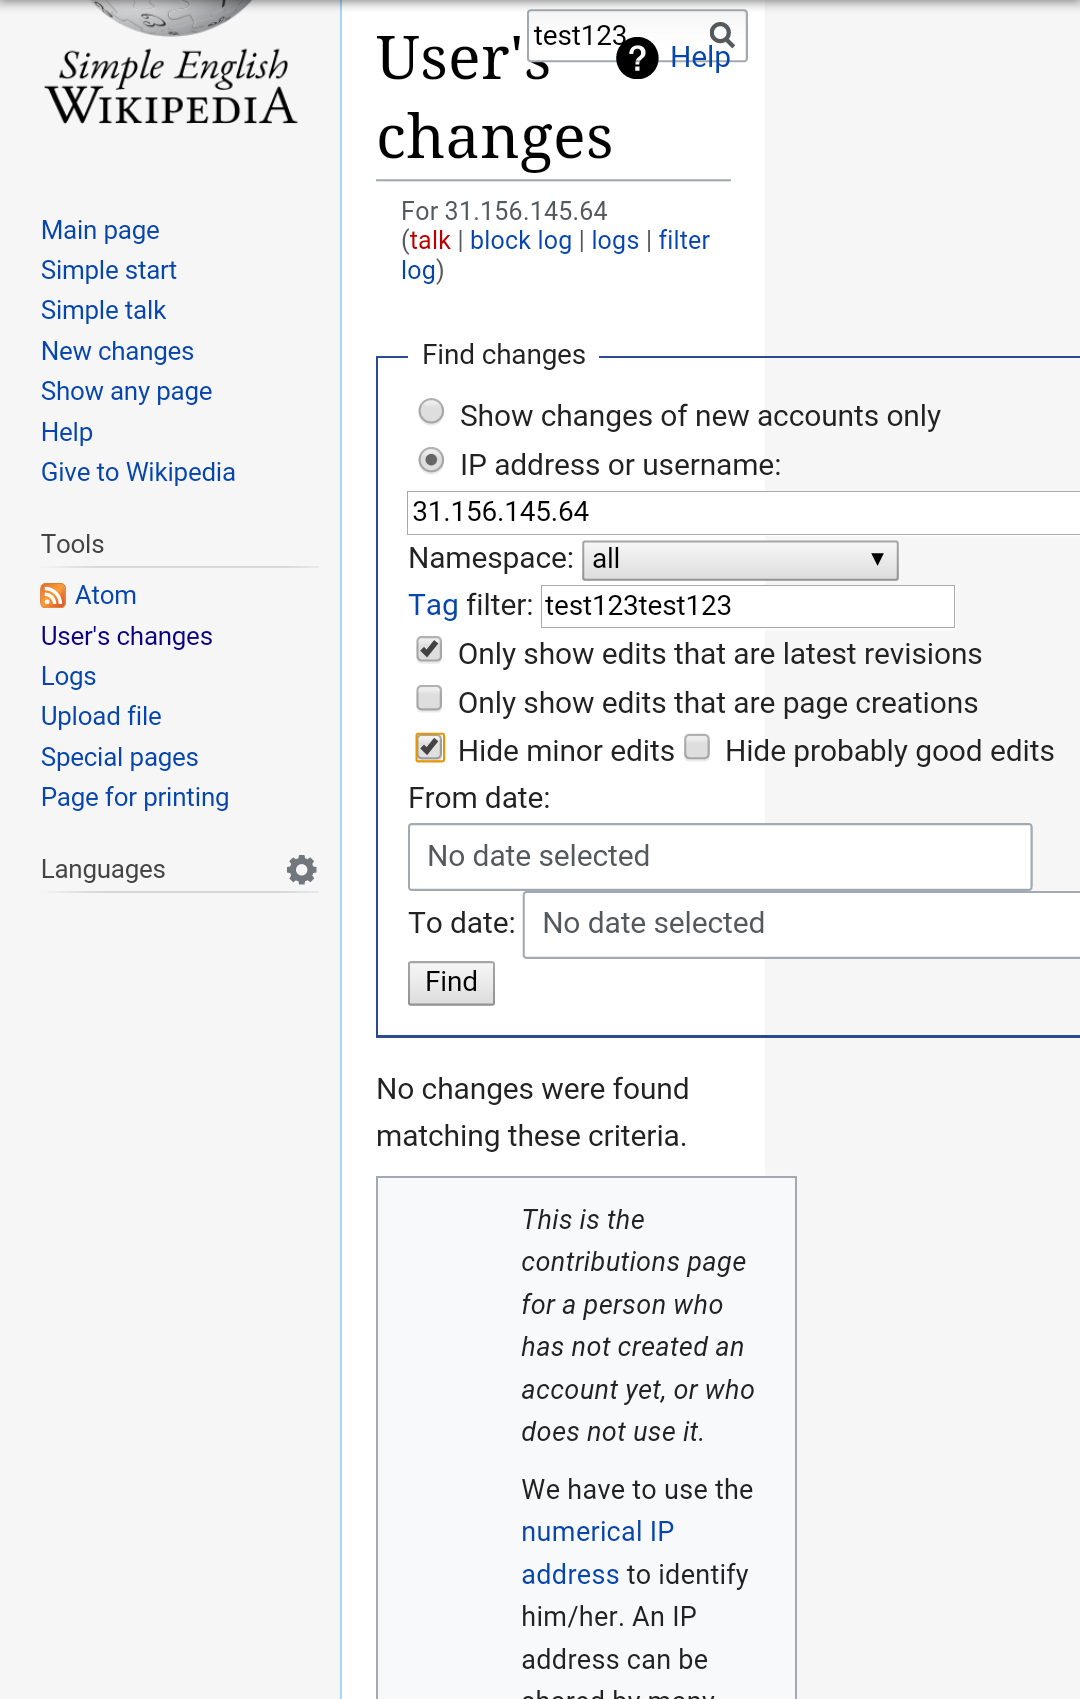 test123
Simple English
WIKIPEDIA
User's
? Help
changes
For 31.156.145.64
(talk | block log | logs | filter
log)
Main page
Simple start
Simple talk
New changes
Show any page
Help
Give to Wikipedia
Tools
Atom
User's changes
Logs
Upload file
Special pages
Page for printing
Languages
Find changes
Show changes of new accounts only
IP address or username:
31.156.145.64
Namespace: all
Tag filter: test123test123
Only show edits that are latest revisions
Only show edits that are page creations
Hide minor edits Hide probably good edits
From date:
No date selected
To date: No date selected
Find
No changes were found
matching these criteria.
This is the
contributions page
for a person who
has not created an
account yet, or who
does not use it.
We have to use the
numerical IP
address to identify
him/her. An IP
address can be
shared by many